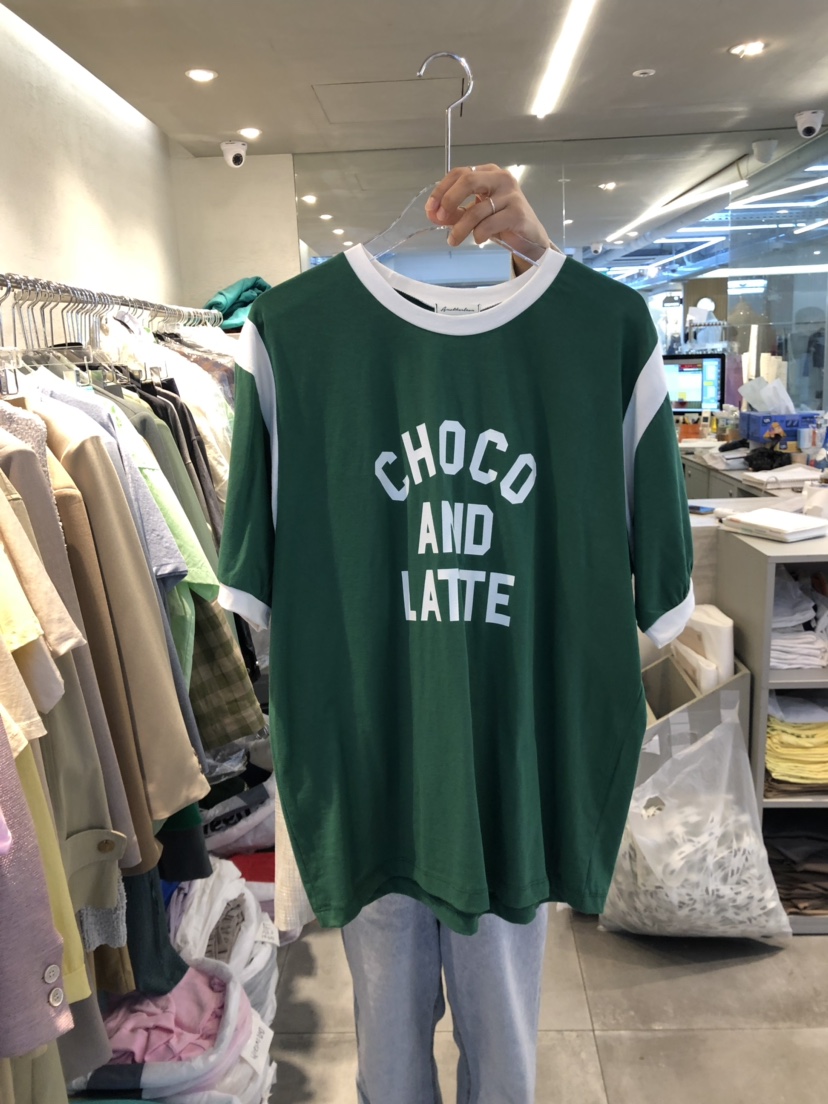 CHOCO
AND
LATTE